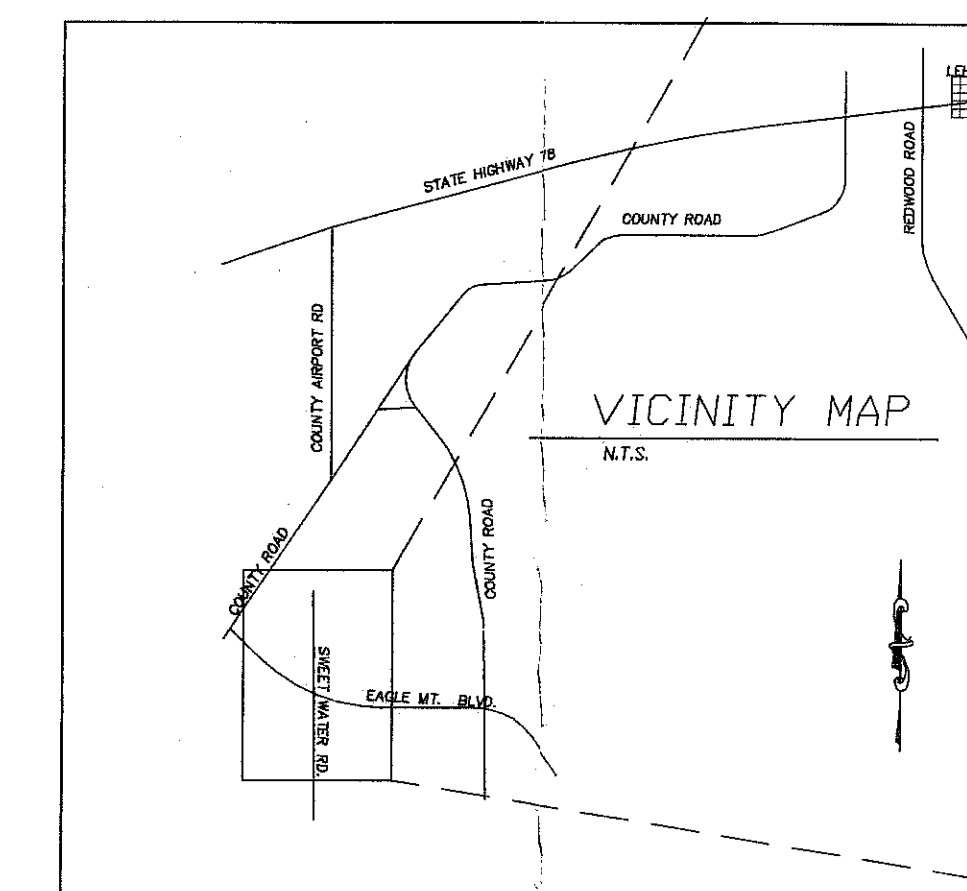 LEH
STATE HIGHWAY 78
REDWOOD ROAD
COUNTY ROAD
COUNTY AIRPORT RD
VICINITY MAP
N.T.S.
COUNTY ROAD
COUNTY ROAD
SWEET WATER RD.
EAGLE MT. BLVD.